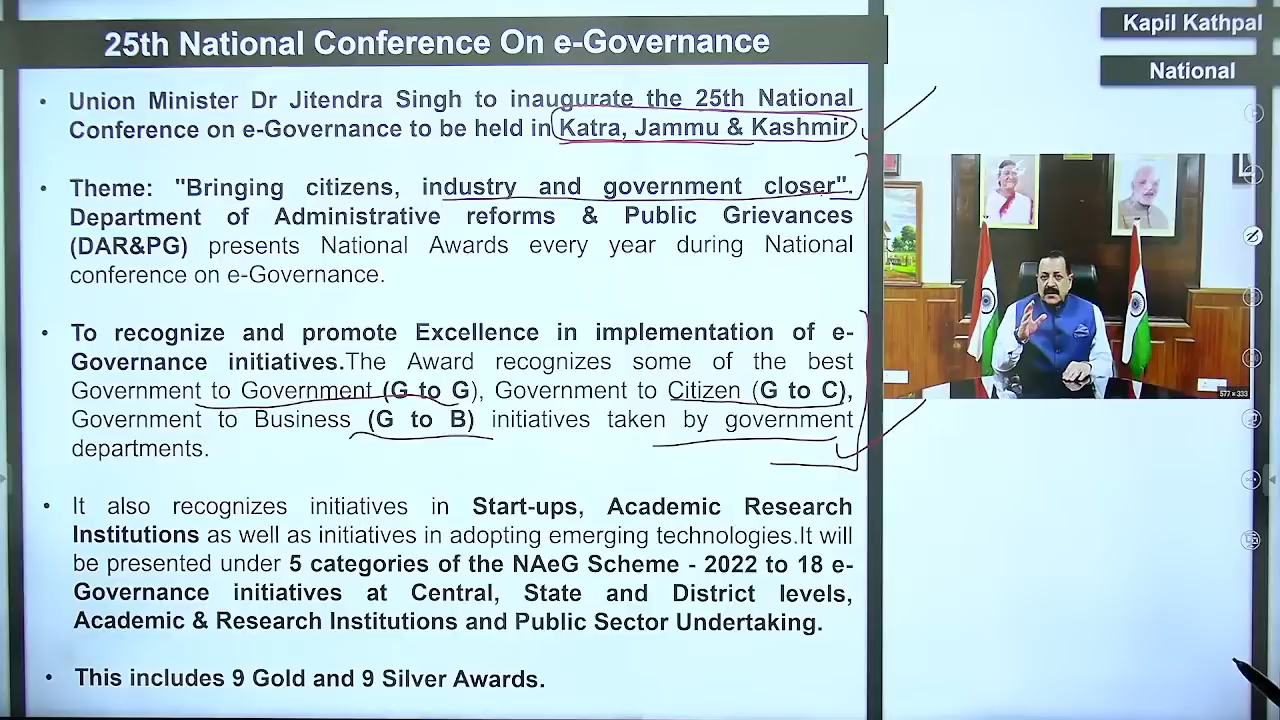 25th National Conference On e-Governance
Kapil Kathpal
National
• Union Minister Dr Jitendra Singh to inaugurate the 25th National
Conference on e-Governance to be held in Katra, Jammu & Kashmir
• Theme: "Bringing citizens, industry and government closer".
Department of Administrative reforms & Public Grievances
(DAR&PG) presents National Awards every year during National
conference on e-Governance.
• To recognize and promote Excellence in implementation of e-
Governance initiatives.The Award recognizes some of the best
Government to Government (G to G), Government to Citizen (G to C),
Government to Business (G to B) initiatives taken by government
departments.
• It also recognizes initiatives in Start-ups, Academic Research
Institutions as well as initiatives in adopting emerging technologies.It will
be presented under 5 categories of the NAeG Scheme - 2022 to 18 e-
Governance initiatives at Central, State and District levels,
Academic & Research Institutions and Public Sector Undertaking.
• This includes 9 Gold and 9 Silver Awards.
577 × 333